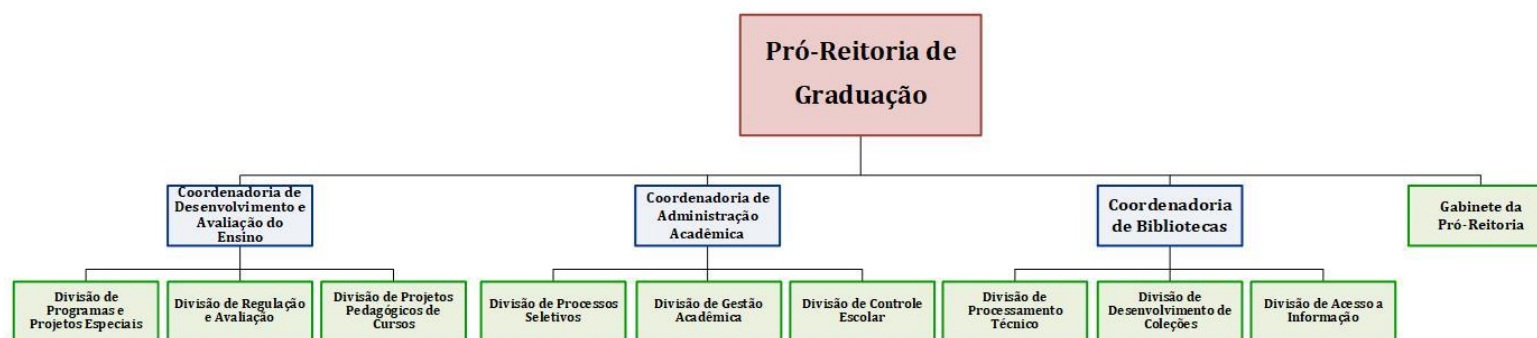 Pró-Reitoria de
Graduação
Coordenadoria de
Desenvolvimento e
Avaliação do
Ensino
Coordenadoria de
Administração
Acadêmica
Coordenadoria
de Bibliotecas
Gabinete da
Pró-Reitoria
Divisão de
Programas e
Projetos Especiais
Divisão de Regulação
e Avaliação
Divisão de Projetos
Pedagógicos de
Cursos
Divisão de Processos
Seletivos
Divisão de Gestão
Acadêmica
Divisão de Controle
Escolar
Divisão de
Processamento
Técnico
Divisão de
Desenvolvimento de
Coleções
Divisão de Acesso a
Informação